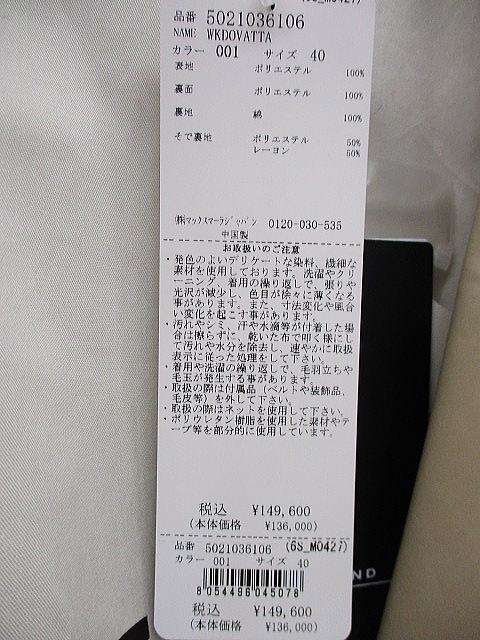 品番 5021036106
NAME WKDOVATTA
カラー 001 サイズ 40
表地 ポリエステル 100%
裏面 ポリエステル 100%
裏地 綿 100%
そで裏地 ポリエステル 50%
レーヨン 50%
㈱マックスマーラジャパン 0120-030-535
中国製
お取扱いのご注意
・発色のよいデリケートな染料、繊細な
素材を使用しております。洗濯やクリ
ーニング、着用の繰り返しで、張りや
光沢が減少し、色目が徐々に薄くなる
事があります。また、寸法変化や風合
い変化を起こす事があります。
・汚れやシミ、汗や水滴等が付着した場
合は擦らずに、乾いた布で叩く様にし
て汚れや水分を除去し、速やかに取扱
表示に従った処理をして下さい。
・着用や洗濯の繰り返しで、毛羽立ちや
毛玉が発生する事があります。
・取扱の際は付属品（ベルトや装飾品、
毛皮等）を外して下さい。
・取扱の際はネットを使用して下さい。
・ポリウレタン樹脂を使用した素材やテ
ープ等を部分的に使用しています。
税込 ¥149,600
(本体価格 ¥136,000)
品番 5021036106 (6S_M0427)
カラー 001 サイズ 40
8054496045078
税込 ¥149,600
(本体価格 ¥136,000)